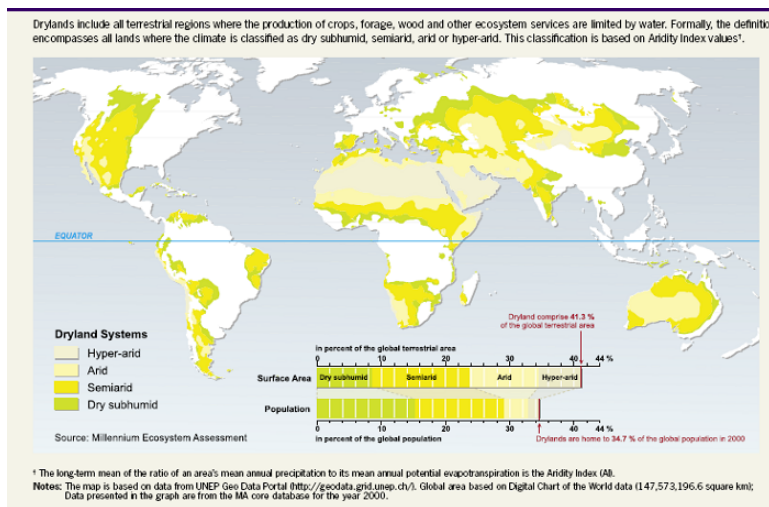 Drylands include all terrestrial regions where the production of crops, forage, wood and other ecosystem services are limited by water. Formally, the definitio
encompasses all lands where the climate is classified as dry subhumid, semiarid, arid or hyper-arid. This classification is based on Aridity Index values†.
EQUATOR
Dryland comprise 41.3 %
of the global terrestrial area
Dryland Systems
Hyper-arid
Arid
Semiarid
Dry subhumid
in percent of the global terrestrial area
0 10 20 30 40 44 %
Surface Area Dry subhumid Semiarid Arid Hyper-arid
Population
0 10 20 30 40 44 %
in percent of the global population
Drylands are home to 34.7 % of the global population in 2000
Source: Millennium Ecosystem Assessment
† The long-term mean of the ratio of an area's mean annual precipitation to its mean annual potential evapotranspiration is the Aridity Index (AI).
Notes: The map is based on data from UNEP Geo Data Portal (http://geodata.grid.unep.ch/). Global area based on Digital Chart of the World data (147,573,196.6 square km);
Data presented in the graph are from the MA core database for the year 2000.